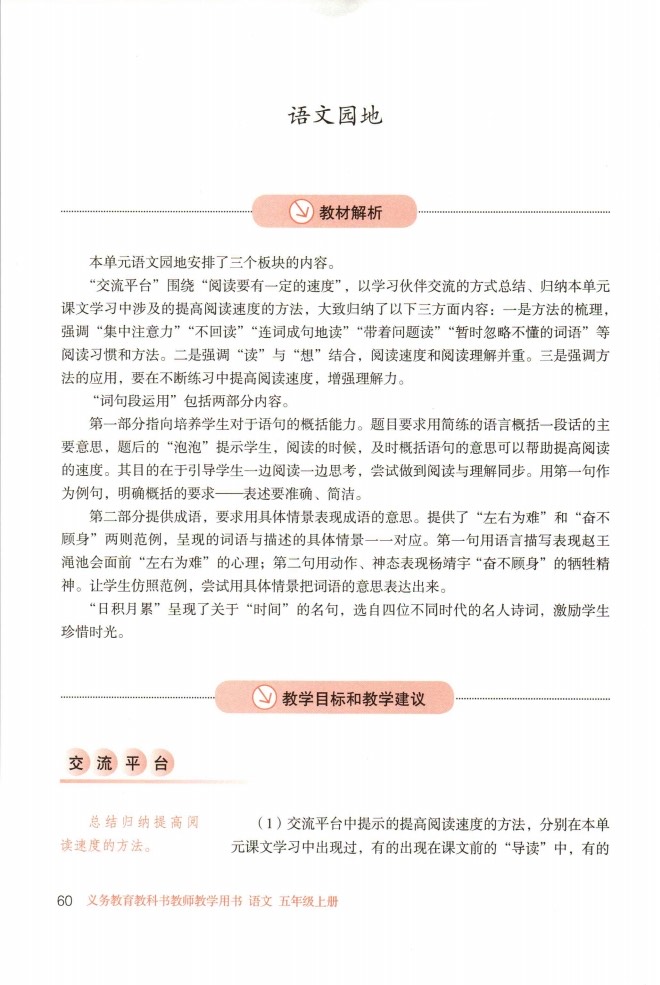 语文园地
教材解析
本单元语文园地安排了三个板块的内容。
“交流平台”围绕“阅读要有一定的速度”，以学习伙伴交流的方式总结、归纳本单元
课文学习中涉及的提高阅读速度的方法，大致归纳了以下三方面内容：一是方法的梳理，
强调“集中注意力”“不回读”“连词成句地读”“带着问题读”“暂时忽略不懂的词语”等
阅读习惯和方法。二是强调“读”与“想”结合，阅读速度和阅读理解并重。三是强调方
法的应用，要在不断练习中提高阅读速度，增强理解力。
“词句段运用”包括两部分内容。
第一部分指向培养学生对于语句的概括能力。题目要求用简练的语言概括一段话的主
要意思，题后的“泡泡”提示学生，阅读的时候，及时概括语句的意思可以帮助提高阅读
的速度。其目的在于引导学生一边阅读一边思考，尝试做到阅读与理解同步。用第一句作
为例句，明确概括的要求——表述要准确、简洁。
第二部分提供成语，要求用具体情景表现成语的意思。提供了“左右为难”和“奋不
顾身”两则范例，呈现的词语与描述的具体情景一一对应。第一句用语言描写表现赵王
渑池会面前“左右为难”的心理；第二句用动作、神态表现杨靖宇“奋不顾身”的牺牲精
神。让学生仿照范例，尝试用具体情景把词语的意思表达出来。
“日积月累”呈现了关于“时间”的名句，选自四位不同时代的名人诗词，激励学生
珍惜时光。
教学目标和教学建议
交流平台
总结归纳提高阅
读速度的方法。
（1）交流平台中提示的提高阅读速度的方法，分别在本单
元课文学习中出现过，有的出现在课文前的“导读”中，有的
60 义务教育教科书教师教学用书 语文 五年级上册